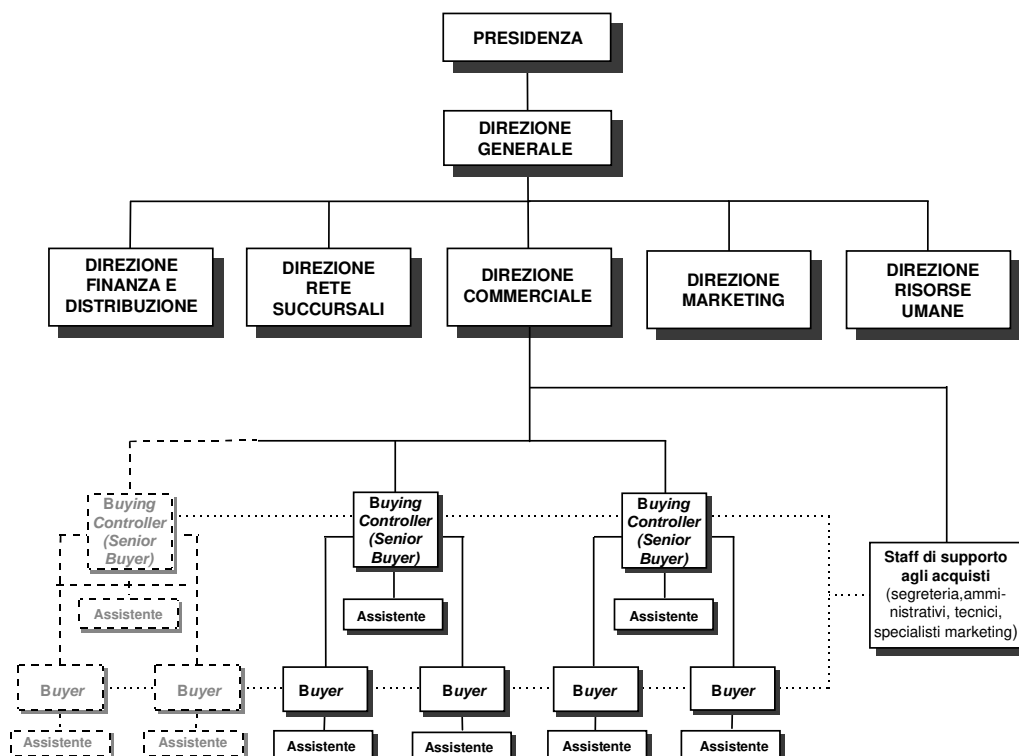 PRESIDENZA
DIREZIONE
GENERALE
DIREZIONE
FINANZA E
DISTRIBUZIONE
DIREZIONE
RETE
SUCCURSALI
DIREZIONE
COMMERCIALE
DIREZIONE
MARKETING
DIREZIONE
RISORSE
UMANE
Buying
Controller
(Senior
Buyer)
Buying
Controller
(Senior
Buyer)
Buying
Controller
(Senior
Buyer)
Staff di supporto
agli acquisti
(segreteria,ammi-
nistrativi, tecnici,
specialisti marketing)
Assistente
Assistente
Assistente
Buyer
Buyer
Buyer
Buyer
Buyer
Buyer
Assistente
Assistente
Assistente
Assistente
Assistente
Assistente